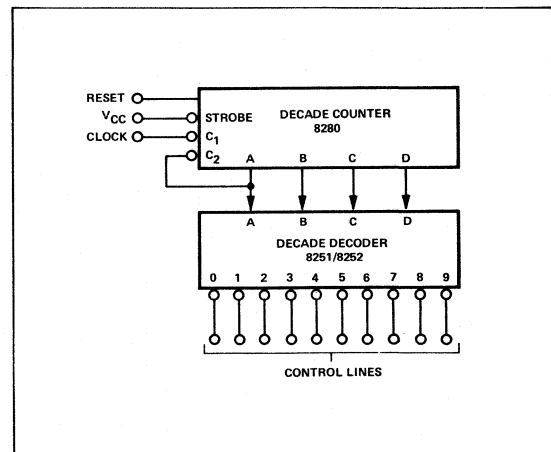 RESET
VCC
CLOCK
STROBE
C1
C2
DECADE COUNTER
8280
A B C D
A B C D
DECADE DECODER
8251/8252
0 1 2 3 4 5 6 7 8 9
CONTROL LINES